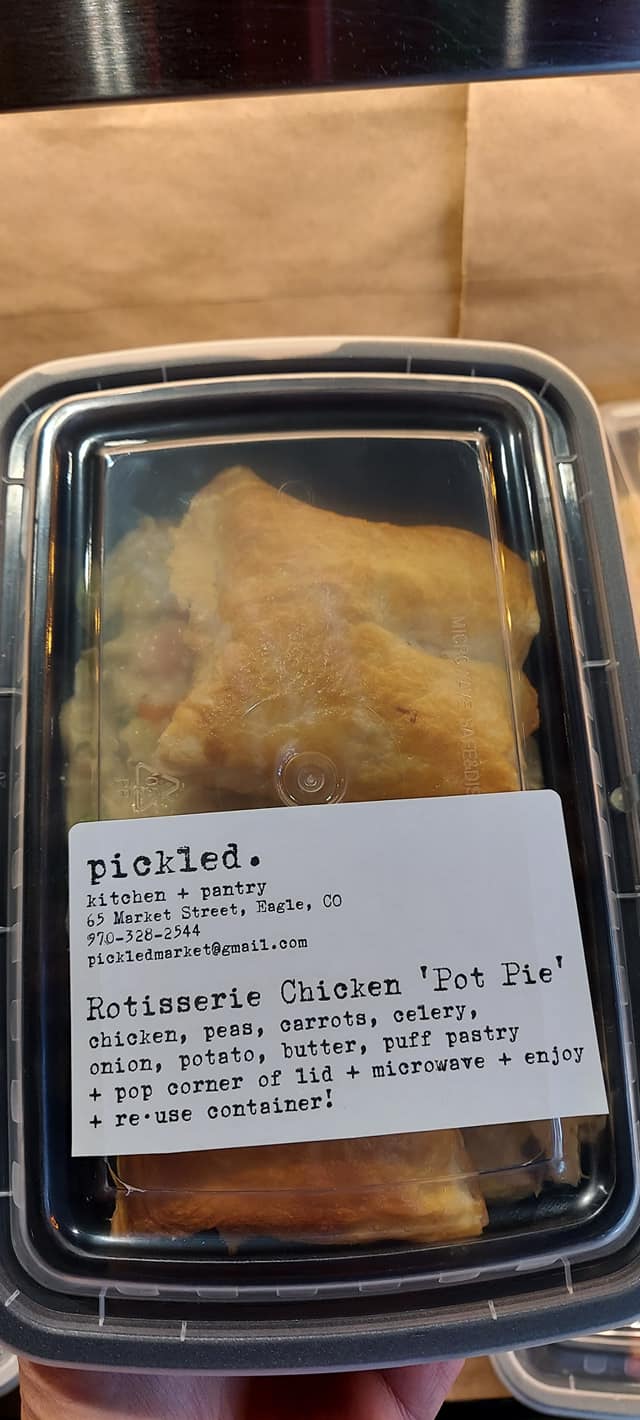 pickled.
kitchen + pantry
65 Market Street, Eagle, CO
970-328-2544
pickledmarket@gmail.com
Rotisserie Chicken 'Pot Pie'
chicken, peas, carrots, celery,
onion, potato, butter, puff pastry
+ pop corner of lid + microwave + enjoy
+ re·use container!